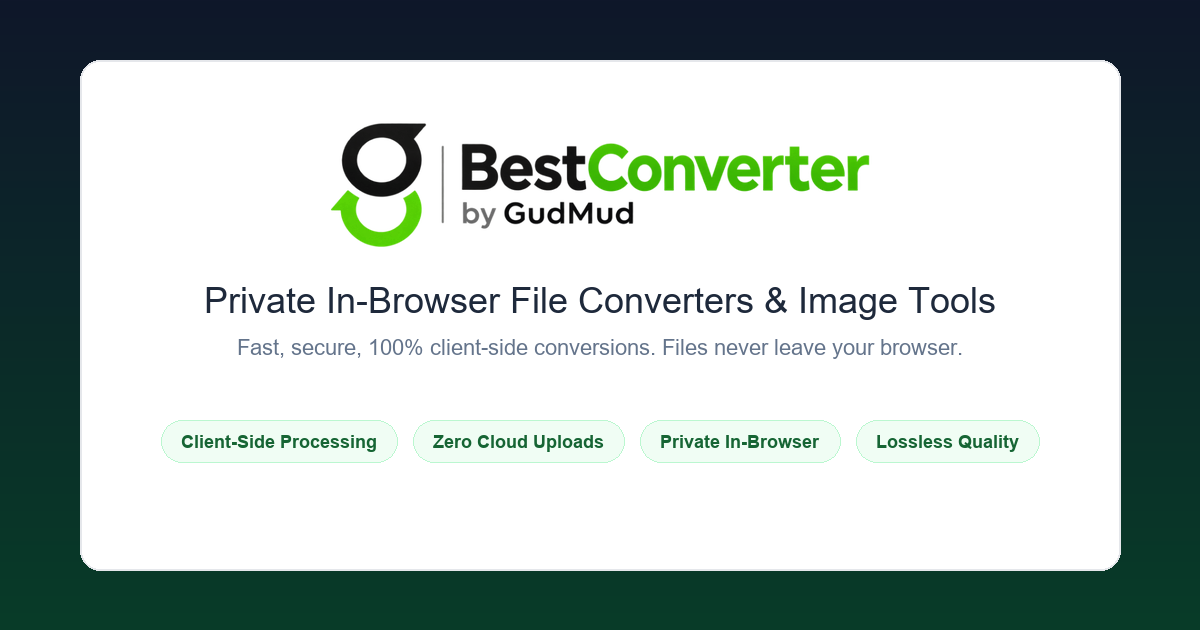 BestConverter
by GudMud
Private In-Browser File Converters & Image Tools
Fast, secure, 100% client-side conversions. Files never leave your browser.
Client-Side Processing
Zero Cloud Uploads
Private In-Browser
Lossless Quality